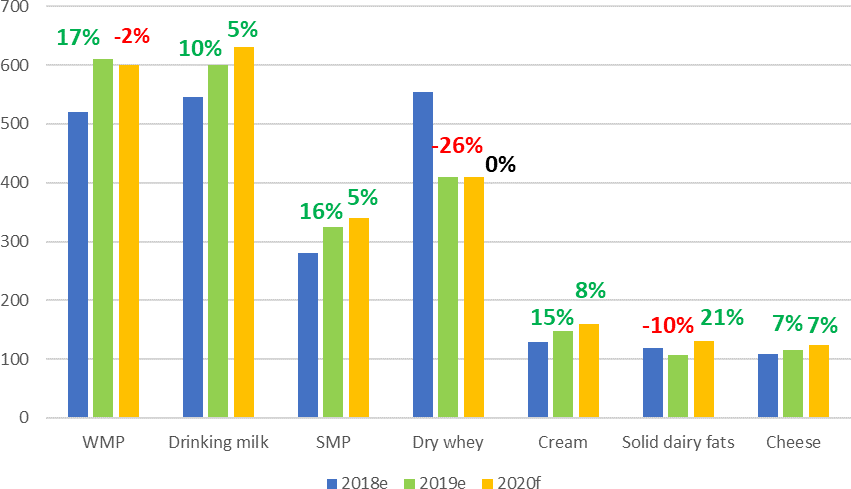 700
600
500
400
300
200
100
0
17%
-2%
10%
5%
16%
5%
-26%
0%
15%
8%
-10%
21%
7%
7%
WMP
Drinking milk
SMP
Dry whey
Cream
Solid dairy fats
Cheese
2018e 2019e 2020f